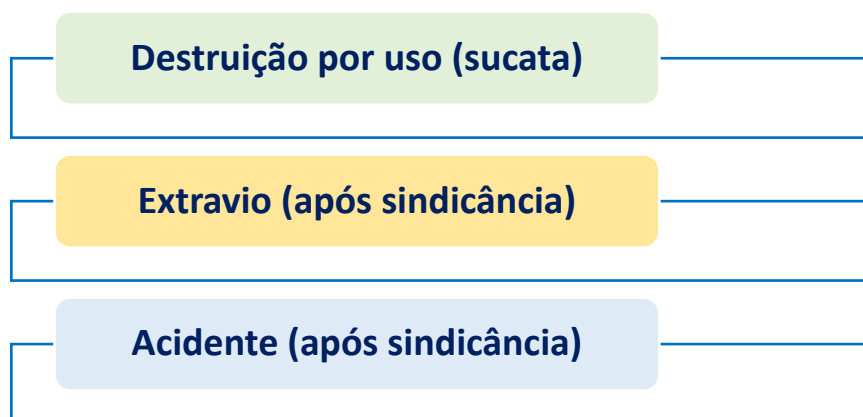 Destruição por uso (sucata)
Extravio (após sindicância)
Acidente (após sindicância)